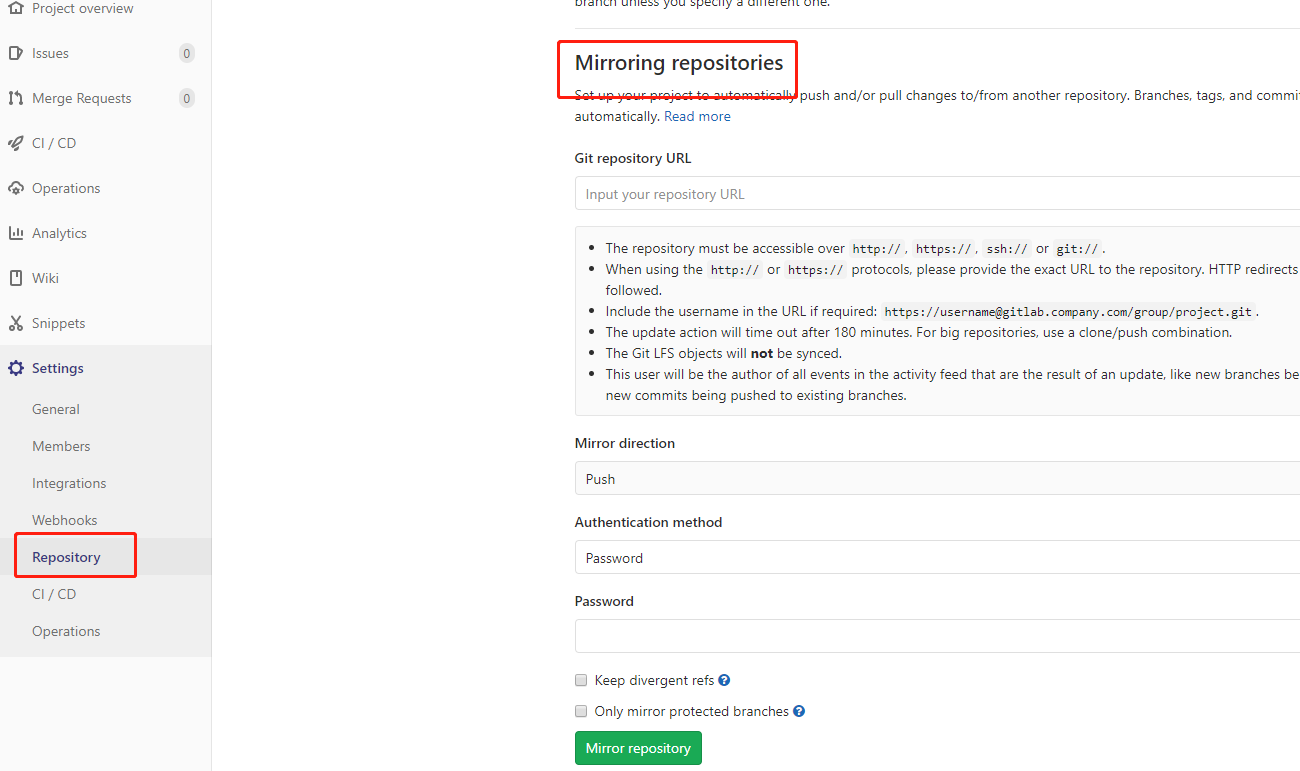 Project overview
Issues 0
Merge Requests 0
CI / CD
Operations
Analytics
Wiki
Snippets
Settings
General
Members
Integrations
Webhooks
Repository
CI / CD
Operations
branch unless you specify a different one.
Mirroring repositories
Set up your project to automatically push and/or pull changes to/from another repository. Branches, tags, and commit
automatically. Read more
Git repository URL
Input your repository URL
The repository must be accessible over http://, https://, ssh:// or git://.
When using the http:// or https:// protocols, please provide the exact URL to the repository. HTTP redirects
followed.
Include the username in the URL if required: https://username@gitlab.company.com/group/project.git.
The update action will time out after 180 minutes. For big repositories, use a clone/push combination.
The Git LFS objects will not be synced.
This user will be the author of all events in the activity feed that are the result of an update, like new branches be
new commits being pushed to existing branches.
Mirror direction
Push
Authentication method
Password
Password
Keep divergent refs ?
Only mirror protected branches ?
Mirror repository